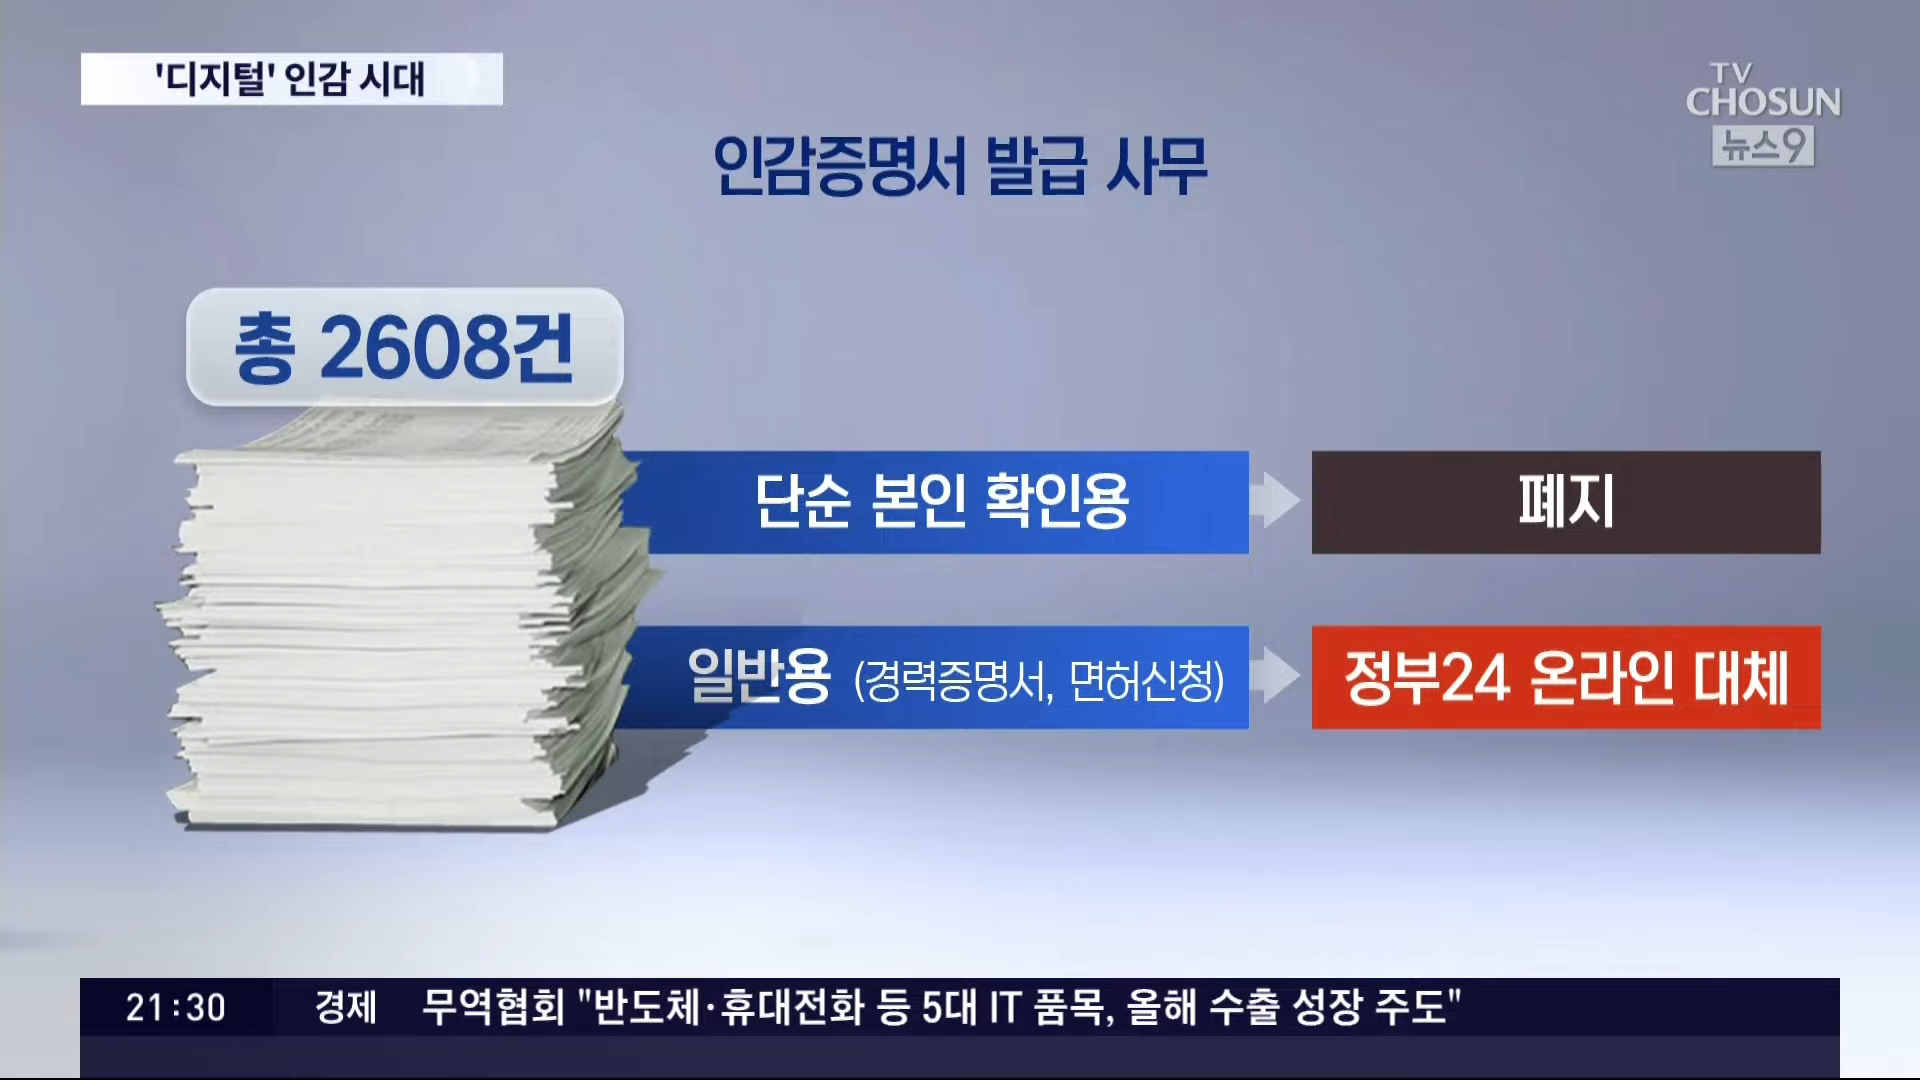 '디지털' 인감 시대
TV
CHOSUN
뉴스9
인감증명서 발급 사무
총 2608건
단순 본인 확인용
폐지
일반용 (경력증명서, 면허신청)
정부24 온라인 대체
21:30 경제 무역협회 "반도체·휴대전화 등 5대 IT 품목, 올해 수출 성장 주도"